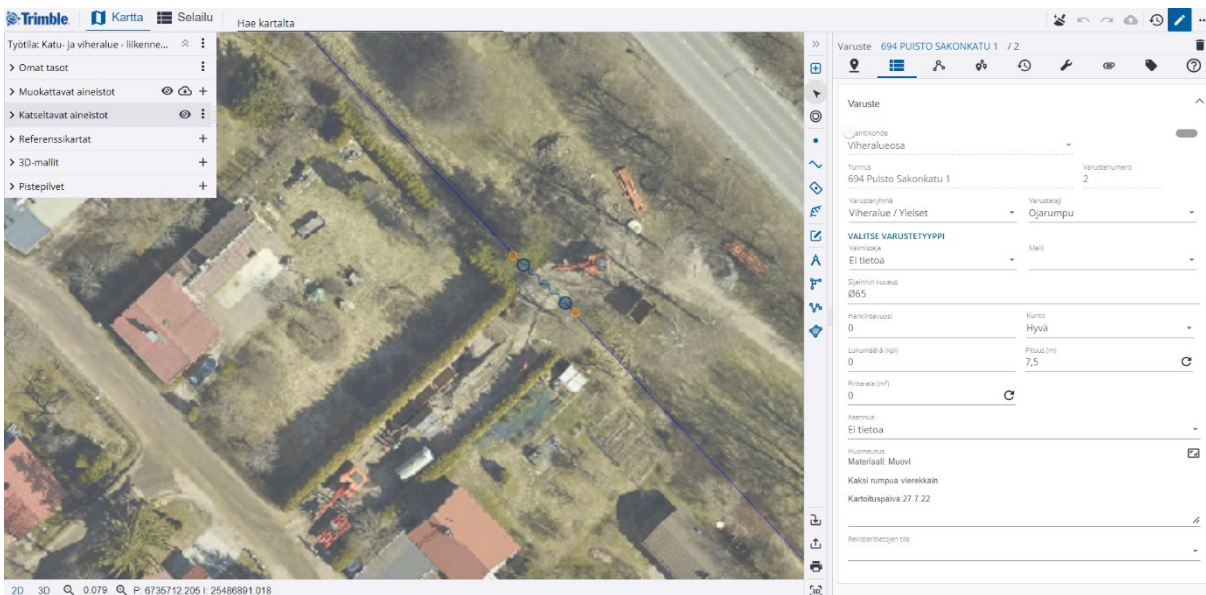 Trimble. Kartta Selailu Hae kartalta
Työtila: Katu- ja viheralue - liikenne...
Omat tasot
Muokattavat aineistot
Katseltavat aineistot
Referenssikartat
3D-mallit
Pistepilvet
2D 3D 0.079 P: 6735712.205 I: 25486891.018
Varuste 694 PUISTO SAKONKATU 1 / 2
Varuste
Viheralueosa
Tunnus Varustenumero
694 Puisto Sakonkatu 1 2
Varusteryhmä Varustelaji
Viheralue / Yleiset Ojarumpu
VALITSE VARUSTETYYPPI
Valmistaja Malli
Ei tietoa
Sijainnin kuvaus
Ø65
Hankintavuosi Kunto
0 Hyvä
Lukumäärä (kpl) Pituus (m)
0 7,5
Pinta-ala (m²)
0
Asennus
Ei tietoa
Huomautus
Materiaali: Muovi
Kaksi rumpua vierekkäin
Kartoituspäivä:27 7 22
Rekisteritietojen tila